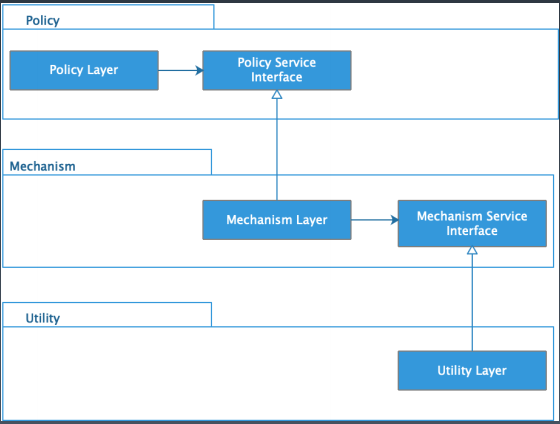 Policy
Policy Layer
Policy Service
Interface
Mechanism
Mechanism Layer
Mechanism Service
Interface
Utility
Utility Layer